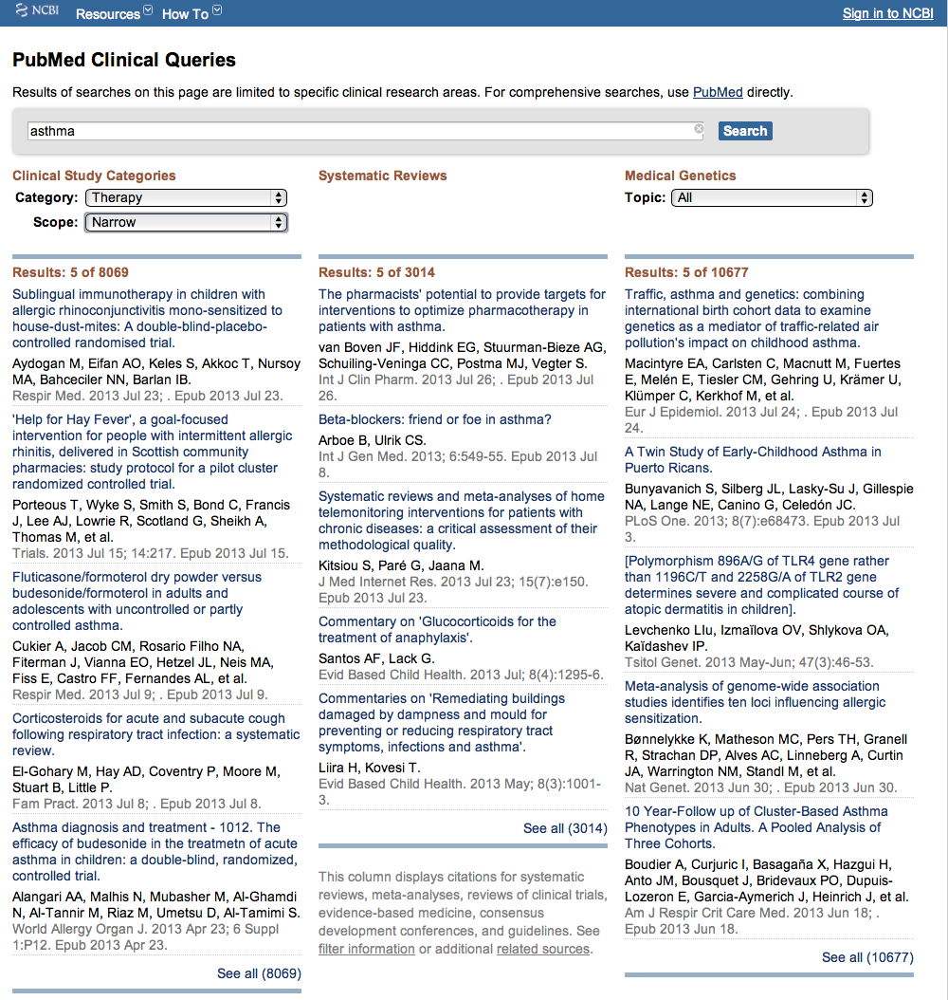 NCBI Resources How To Sign in to NCBI
PubMed Clinical Queries
Results of searches on this page are limited to specific clinical research areas. For comprehensive searches, use PubMed directly.
asthma Search
Clinical Study Categories
Category: Therapy
Scope: Narrow
Results: 5 of 8069
Sublingual immunotherapy in children with
allergic rhinoconjunctivitis mono-sensitized to
house-dust-mites: A double-blind-placebo-
controlled randomised trial.
Aydogan M, Eifan AO, Keles S, Akkoc T, Nursoy
MA, Bahceciler NN, Barlan IB.
Respir Med. 2013 Jul 23; . Epub 2013 Jul 23.
'Help for Hay Fever', a goal-focused
intervention for people with intermittent allergic
rhinitis, delivered in Scottish community
pharmacies: study protocol for a pilot cluster
randomized controlled trial.
Porteous T, Wyke S, Smith S, Bond C, Francis
J, Lee AJ, Lowrie R, Scotland G, Sheikh A,
Thomas M, et al.
Trials. 2013 Jul 15; 14:217. Epub 2013 Jul 15.
Fluticasone/formoterol dry powder versus
budesonide/formoterol in adults and
adolescents with uncontrolled or partly
controlled asthma.
Cukier A, Jacob CM, Rosario Filho NA,
Fiterman J, Vianna EO, Hetzel JL, Neis MA,
Fiss E, Castro FF, Fernandes AL, et al.
Respir Med. 2013 Jul 9; . Epub 2013 Jul 9.
Corticosteroids for acute and subacute cough
following respiratory tract infection: a systematic
review.
El-Gohary M, Hay AD, Coventry P, Moore M,
Stuart B, Little P.
Fam Pract. 2013 Jul 8; . Epub 2013 Jul 8.
Asthma diagnosis and treatment - 1012. The
efficacy of budesonide in the treatmetn of acute
asthma in children: a double-blind, randomized,
controlled trial.
Alangari AA, Malhis N, Mubasher M, Al-Ghamdi
N, Al-Tannir M, Riaz M, Umetsu D, Al-Tamimi S.
World Allergy Organ J. 2013 Apr 23; 6 Suppl
1:P12. Epub 2013 Apr 23.
See all (8069)
Systematic Reviews
Results: 5 of 3014
The pharmacists' potential to provide targets for
interventions to optimize pharmacotherapy in
patients with asthma.
van Boven JF, Hiddink EG, Stuurman-Bieze AG,
Schuiling-Veninga CC, Postma MJ, Vegter S.
Int J Clin Pharm. 2013 Jul 26; . Epub 2013 Jul
26.
Beta-blockers: friend or foe in asthma?
Arboe B, Ulrik CS.
Int J Gen Med. 2013; 6:549-55. Epub 2013 Jul
8.
Systematic reviews and meta-analyses of home
telemonitoring interventions for patients with
chronic diseases: a critical assessment of their
methodological quality.
Kitsiou S, Paré G, Jaana M.
J Med Internet Res. 2013 Jul 23; 15(7):e150.
Epub 2013 Jul 23.
Commentary on 'Glucocorticoids for the
treatment of anaphylaxis'.
Santos AF, Lack G.
Evid Based Child Health. 2013 Jul; 8(4):1295-6.
Commentaries on 'Remediating buildings
damaged by dampness and mould for
preventing or reducing respiratory tract
symptoms, infections and asthma'.
Liira H, Kovesi T.
Evid Based Child Health. 2013 May; 8(3):1001-
3.
See all (3014)
This column displays citations for systematic
reviews, meta-analyses, reviews of clinical trials,
evidence-based medicine, consensus
development conferences, and guidelines. See
filter information or additional related sources.
Medical Genetics
Topic: All
Results: 5 of 10677
Traffic, asthma and genetics: combining
international birth cohort data to examine
genetics as a mediator of traffic-related air
pollution's impact on childhood asthma.
Macintyre EA, Carlsten C, Macnutt M, Fuertes
E, Melén E, Tiesler CM, Gehring U, Krämer U,
Klümper C, Kerkhof M, et al.
Eur J Epidemiol. 2013 Jul 24; . Epub 2013 Jul
24.
A Twin Study of Early-Childhood Asthma in
Puerto Ricans.
Bunyavanich S, Silberg JL, Lasky-Su J, Gillespie
NA, Lange NE, Canino G, Celedón JC.
PLoS One. 2013; 8(7):e68473. Epub 2013 Jul
3.
[Polymorphism 896A/G of TLR4 gene rather
than 1196C/T and 2258G/A of TLR2 gene
determines severe and complicated course of
atopic dermatitis in children].
Levchenko LIu, Izmaĭlova OV, Shlykova OA,
Kaĭdashev IP.
Tsitol Genet. 2013 May-Jun; 47(3):46-53.
Meta-analysis of genome-wide association
studies identifies ten loci influencing allergic
sensitization.
Bønnelykke K, Matheson MC, Pers TH, Granell
R, Strachan DP, Alves AC, Linneberg A, Curtin
JA, Warrington NM, Standl M, et al.
Nat Genet. 2013 Jun 30; . Epub 2013 Jun 30.
10 Year-Follow up of Cluster-Based Asthma
Phenotypes in Adults. A Pooled Analysis of
Three Cohorts.
Boudier A, Curjuric I, Basagaña X, Hazgui H,
Anto JM, Bousquet J, Bridevaux PO, Dupuis-
Lozeron E, Garcia-Aymerich J, Heinrich J, et al.
Am J Respir Crit Care Med. 2013 Jun 18; .
Epub 2013 Jun 18.
See all (10677)